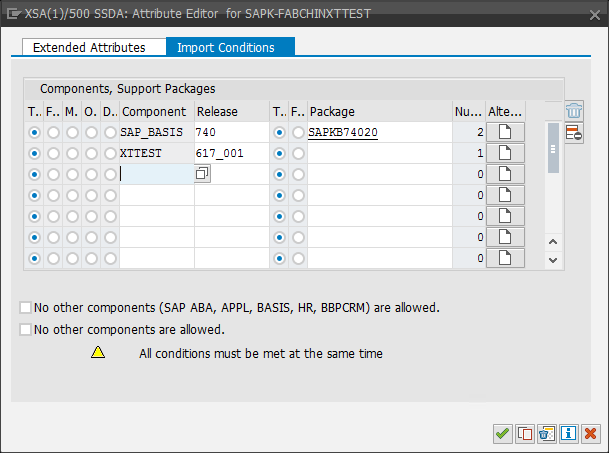 XSA(1)/500 SSDA: Attribute Editor for SAPK-FABCHINXTTEST
Extended Attributes Import Conditions
Components, Support Packages
T.. F... M. O.. D.. Component Release T.. F.. Package Nu... Alte...
SAP_BASIS 740 SAPKB74020 2
XTTEST 617_001 1
0
0
0
0
0
No other components (SAP ABA, APPL, BASIS, HR, BBPCRM) are allowed.
No other components are allowed.
All conditions must be met at the same time